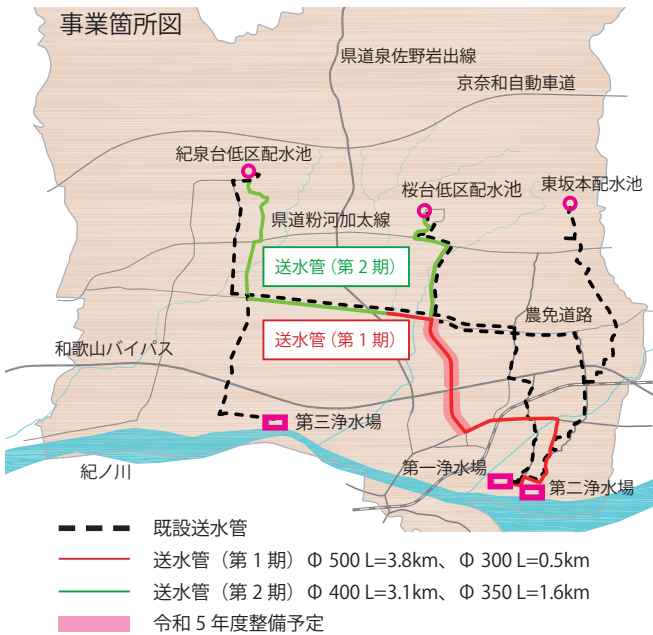 事業箇所図
県道泉佐野岩出線
京奈和自動車道
紀泉台低区配水池
桜台低区配水池
東坂本配水池
県道粉河加太線
送水管（第２期）
送水管（第１期）
農免道路
和歌山バイパス
第三浄水場
第一浄水場
紀ノ川
第二浄水場
既設送水管
送水管（第１期）Φ 500 L=3.8km、Φ 300 L=0.5km
送水管（第２期）Φ 400 L=3.1km、Φ 350 L=1.6km
令和５年度整備予定